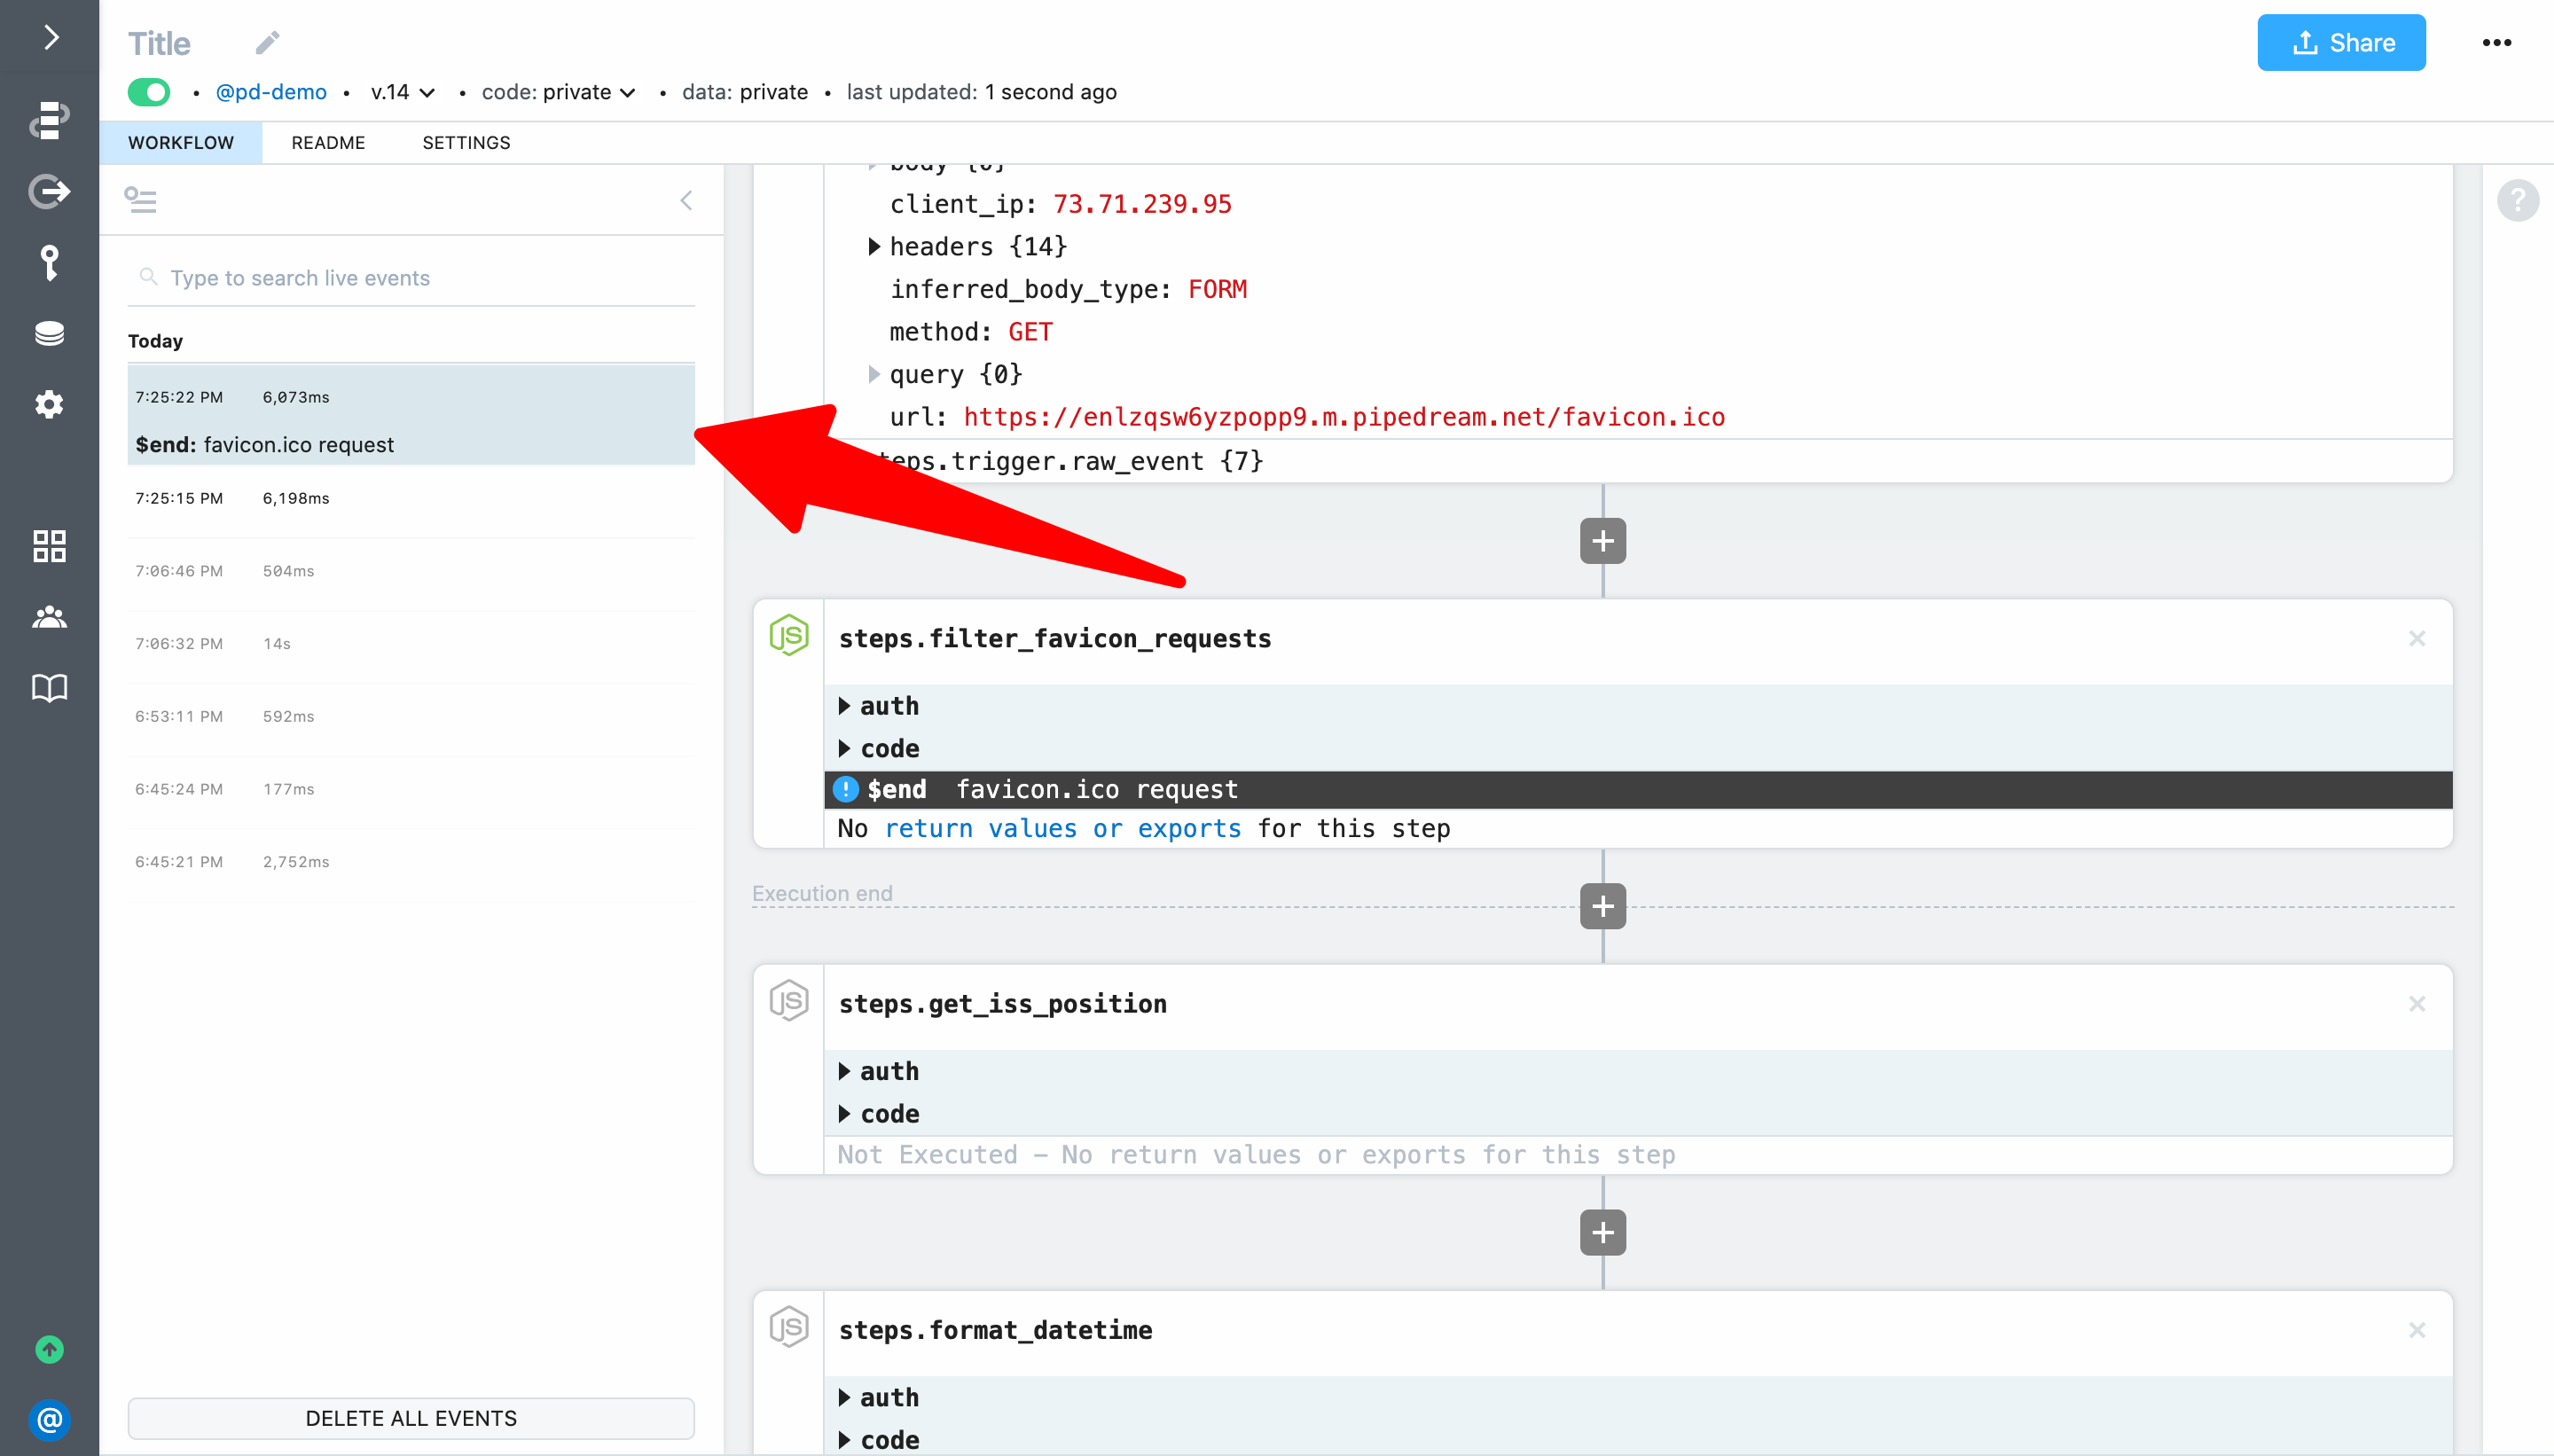 Title
Share
@pd-demo • v.14 • code: private • data: private • last updated: 1 second ago
WORKFLOW README SETTINGS
Type to search live events
Today
7:25:22 PM 6,073ms
$end: favicon.ico request
7:25:15 PM 6,198ms
7:06:46 PM 504ms
7:06:32 PM 14s
6:53:11 PM 592ms
6:45:24 PM 177ms
6:45:21 PM 2,752ms
DELETE ALL EVENTS
body {0}
client_ip: 73.71.239.95
headers {14}
inferred_body_type: FORM
method: GET
query {0}
url: https://enlzqsw6yzpopp9.m.pipedream.net/favicon.ico
teps.trigger.raw_event {7}
JS
steps.filter_favicon_requests
auth
code
! $end favicon.ico request
No return values or exports for this step
Execution end
JS
steps.get_iss_position
auth
code
Not Executed – No return values or exports for this step
JS
steps.format_datetime
auth
code
?
@